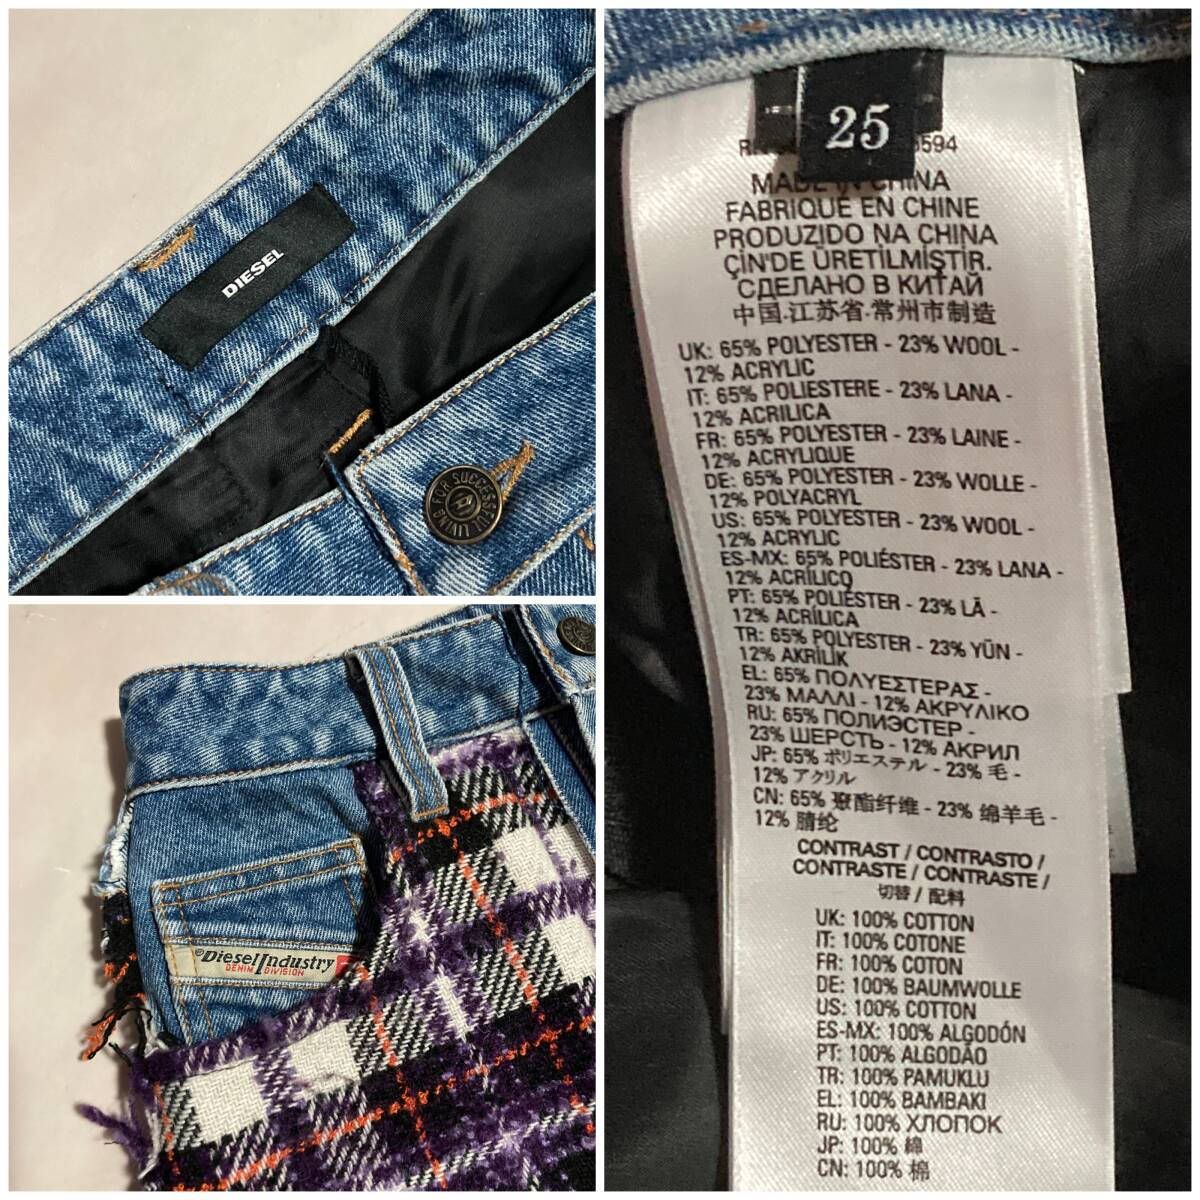 DIESEL
FOR SUCCESSFUL LIVING
©Diesel Industry
DENIM DIVISION
25
594
MADE IN CHINA
FABRIQUÉ EN CHINE
PRODUZIDO NA CHINA
ÇİN'DE ÜRETİLMİŞTİR.
СДЕЛАНО В КИТАЙ
中国·江苏省·常州市制造
UK: 65% POLYESTER - 23% WOOL -
12% ACRYLIC
IT: 65% POLIESTERE - 23% LANA -
12% ACRILICA
FR: 65% POLYESTER - 23% LAINE -
12% ACRYLIQUE
DE: 65% POLYESTER - 23% WOLLE -
12% POLYACRYL
US: 65% POLYESTER - 23% WOOL -
12% ACRYLIC
ES-MX: 65% POLIÉSTER - 23% LANA -
12% ACRÍLICO
PT: 65% POLIÉSTER - 23% LÃ -
12% ACRÍLICA
TR: 65% POLYESTER - 23% YÜN -
12% AKRİLİK
EL: 65% ΠΟΛΥΕΣΤΕΡΑΣ -
23% ΜΑΛΛΙ - 12% ΑΚΡΥΛΙΚΟ
RU: 65% ПОЛИЭСТЕР -
23% ШЕРСТЬ - 12% АКРИЛ
JP: 65% ポリエステル - 23% 毛 -
12% アクリル
CN: 65% 聚酯纤维 - 23% 绵羊毛 -
12% 腈纶
CONTRAST / CONTRASTO /
CONTRASTE / CONTRASTE /
切替 / 配料
UK: 100% COTTON
IT: 100% COTONE
FR: 100% COTON
DE: 100% BAUMWOLLE
US: 100% COTTON
ES-MX: 100% ALGODÓN
PT: 100% ALGODÃO
TR: 100% PAMUKLU
EL: 100% ΒΑΜΒΑΚΙ
RU: 100% ХЛОПОК
JP: 100% 綿
CN: 100% 棉